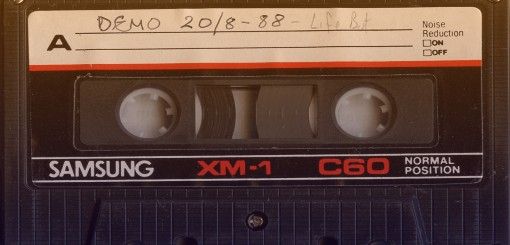 DEMO 20/8-88 -
Noise
Reduction
A
ON
OFF
SAMSUNG XM-1 C60 NORMAL
POSITION